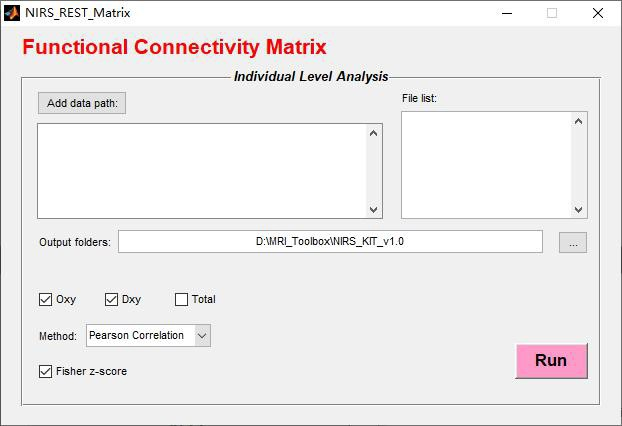 NIRS_REST_Matrix
Functional Connectivity Matrix
Individual Level Analysis
Add data path:
File list:
Output folders:
D:\MRI_Toolbox\NIRS_KIT_v1.0
...
Oxy
Dxy
Total
Method:
Pearson Correlation
Fisher z-score
Run